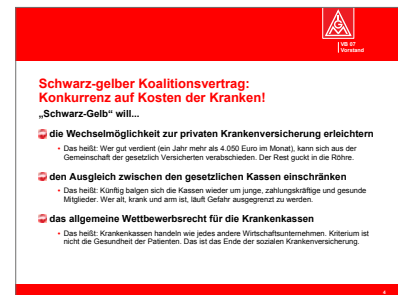 IGM
VB 07
Vorstand
Schwarz-gelber Koalitionsvertrag:
Konkurrenz auf Kosten der Kranken!
„Schwarz-Gelb“ will...
die Wechselmöglichkeit zur privaten Krankenversicherung erleichtern
• Das heißt: Wer gut verdient (ein Jahr mehr als 4.050 Euro im Monat), kann sich aus der
Gemeinschaft der gesetzlich Versicherten verabschieden. Der Rest guckt in die Röhre.
den Ausgleich zwischen den gesetzlichen Kassen einschränken
• Das heißt: Künftig balgen sich die Kassen wieder um junge, zahlungskräftige und gesunde
Mitglieder. Wer alt, krank und arm ist, läuft Gefahr ausgegrenzt zu werden.
das allgemeine Wettbewerbsrecht für die Krankenkassen
• Das heißt: Krankenkassen handeln wie jedes andere Wirtschaftsunternehmen. Kriterium ist
nicht die Gesundheit der Patienten. Das ist das Ende der sozialen Krankenversicherung.
4